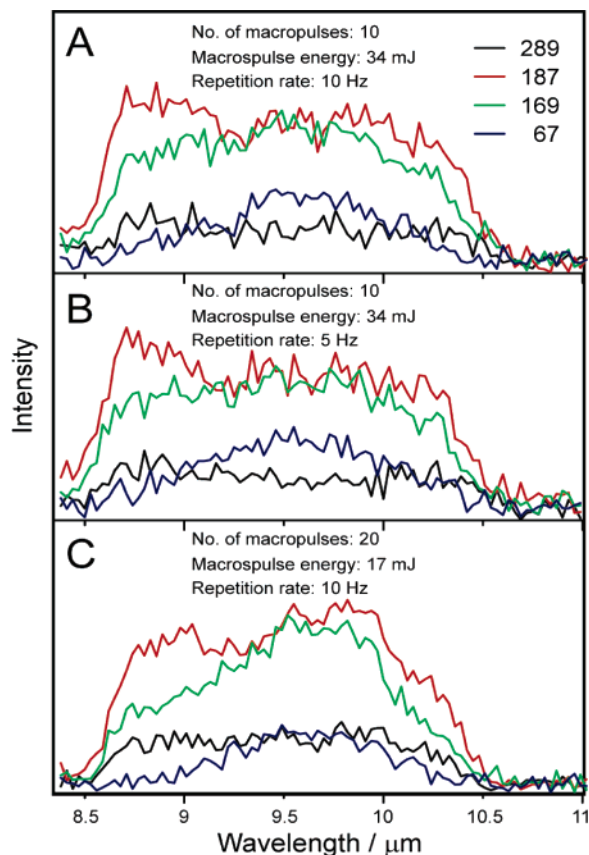 A
No. of macropulses: 10
Macrospulse energy: 34 mJ
Repetition rate: 10 Hz
289
187
169
67
B
No. of macropulses: 10
Macrospulse energy: 34 mJ
Repetition rate: 5 Hz
Intensity
C
No. of macropulses: 20
Macrospulse energy: 17 mJ
Repetition rate: 10 Hz
8.5 9 9.5 10 10.5 11
Wavelength / μm